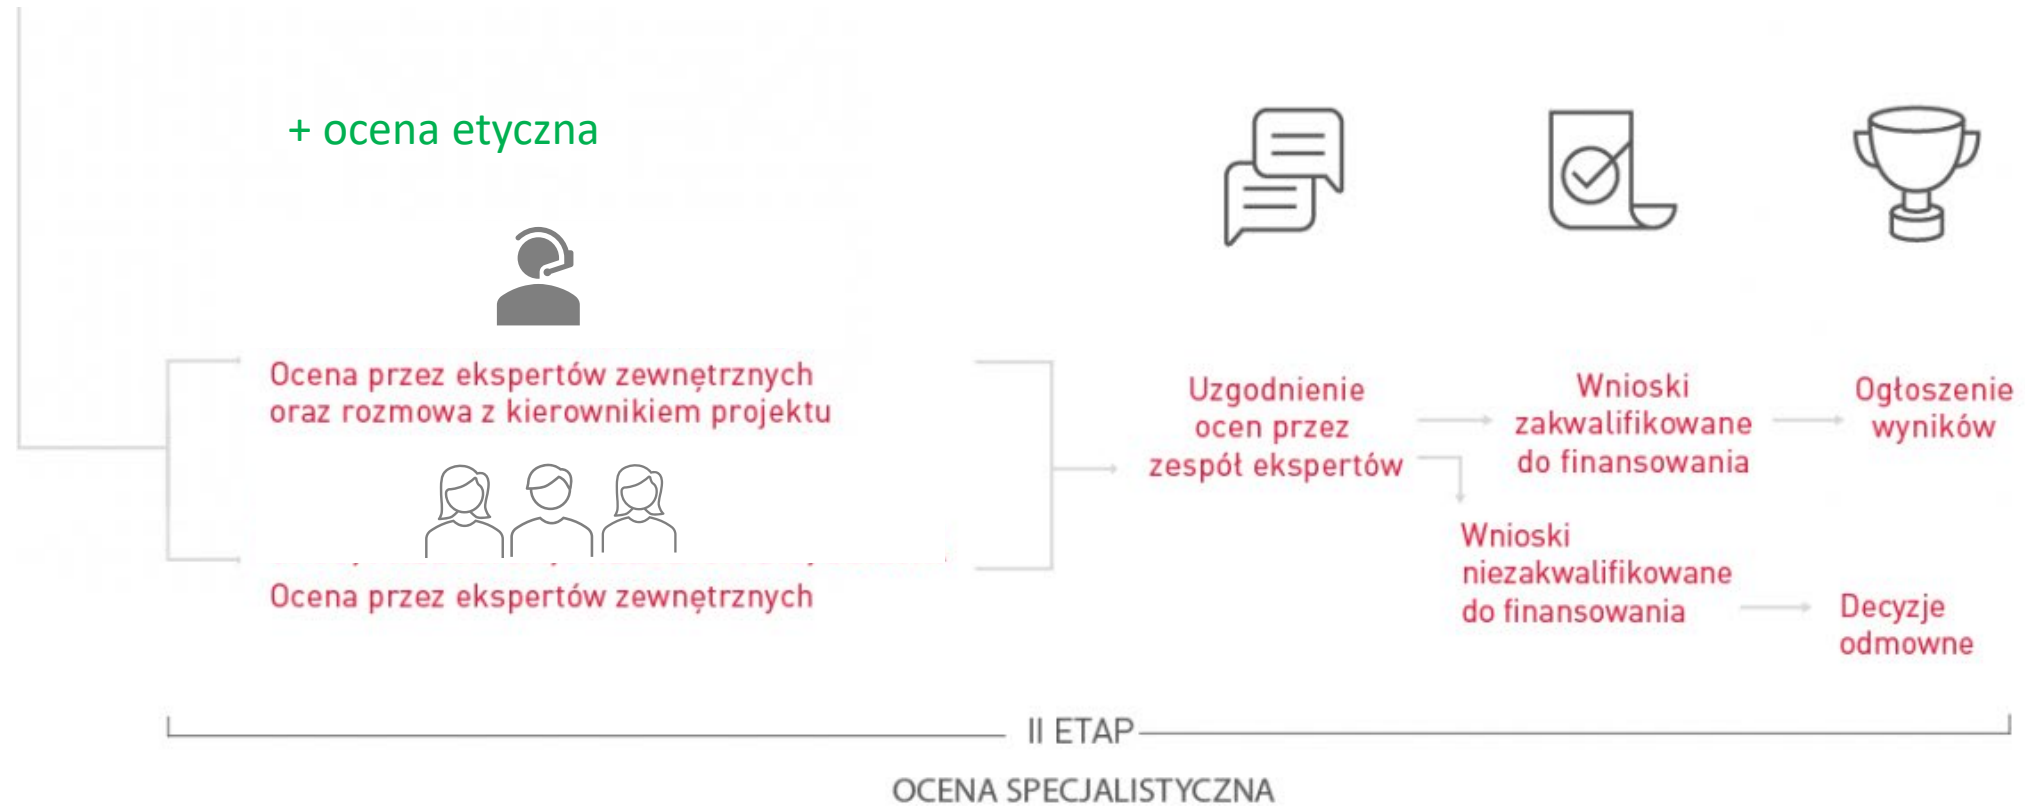 + ocena etyczna
Ocena przez ekspertów zewnętrznych
oraz rozmowa z kierownikiem projektu
Ocena przez ekspertów zewnętrznych
Uzgodnienie
ocen przez
zespół ekspertów
Wnioski
zakwalifikowane
do finansowania
Ogłoszenie
wyników
Wnioski
niezakwalifikowane
do finansowania
Decyzje
odmowne
II ETAP
OCENA SPECJALISTYCZNA